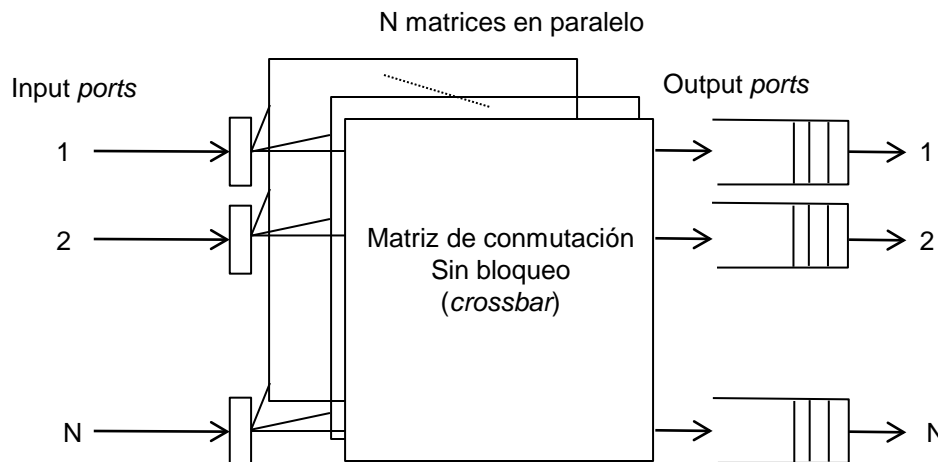 N matrices en paralelo
Input ports
Output ports
1
1
2
Matriz de conmutación
Sin bloqueo
(crossbar)
2
N
N